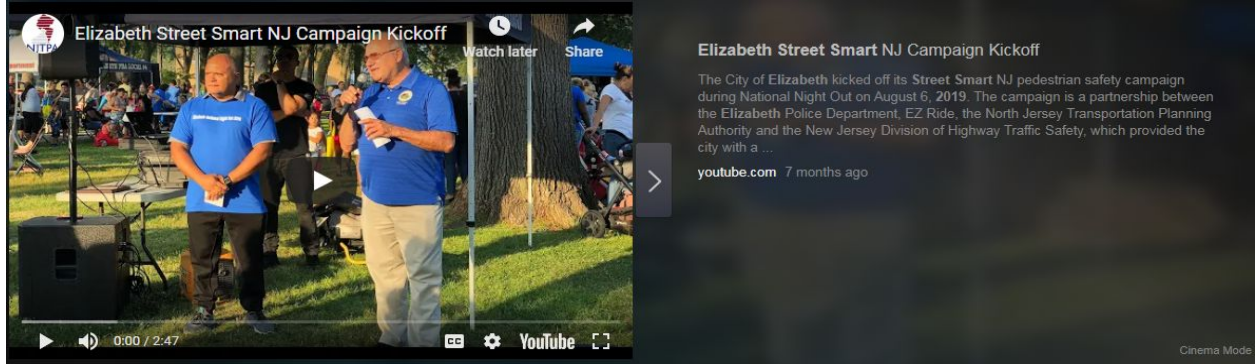 NJTPA
Elizabeth Street Smart NJ Campaign Kickoff
Watch later
Share
0:00 / 2:47
CC
YouTube
Elizabeth Street Smart NJ Campaign Kickoff
The City of Elizabeth kicked off its Street Smart NJ pedestrian safety campaign
during National Night Out on August 6, 2019. The campaign is a partnership between
the Elizabeth Police Department, EZ Ride, the North Jersey Transportation Planning
Authority and the New Jersey Division of Highway Traffic Safety, which provided the
city with a ...
youtube.com 7 months ago
Cinema Mode